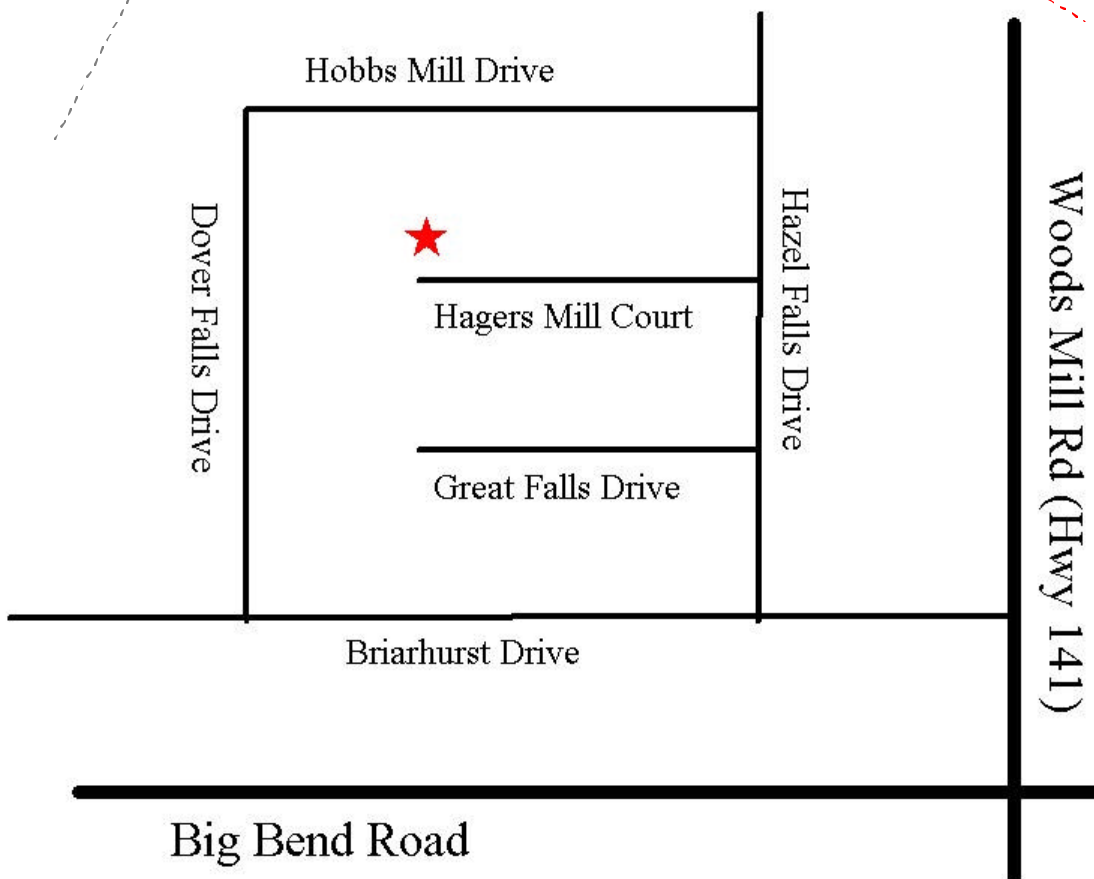 Hobbs Mill Drive
Dover Falls Drive
Hazel Falls Drive
Woods Mill Rd (Hwy 141)
Hagers Mill Court
Great Falls Drive
Briarhurst Drive
Big Bend Road